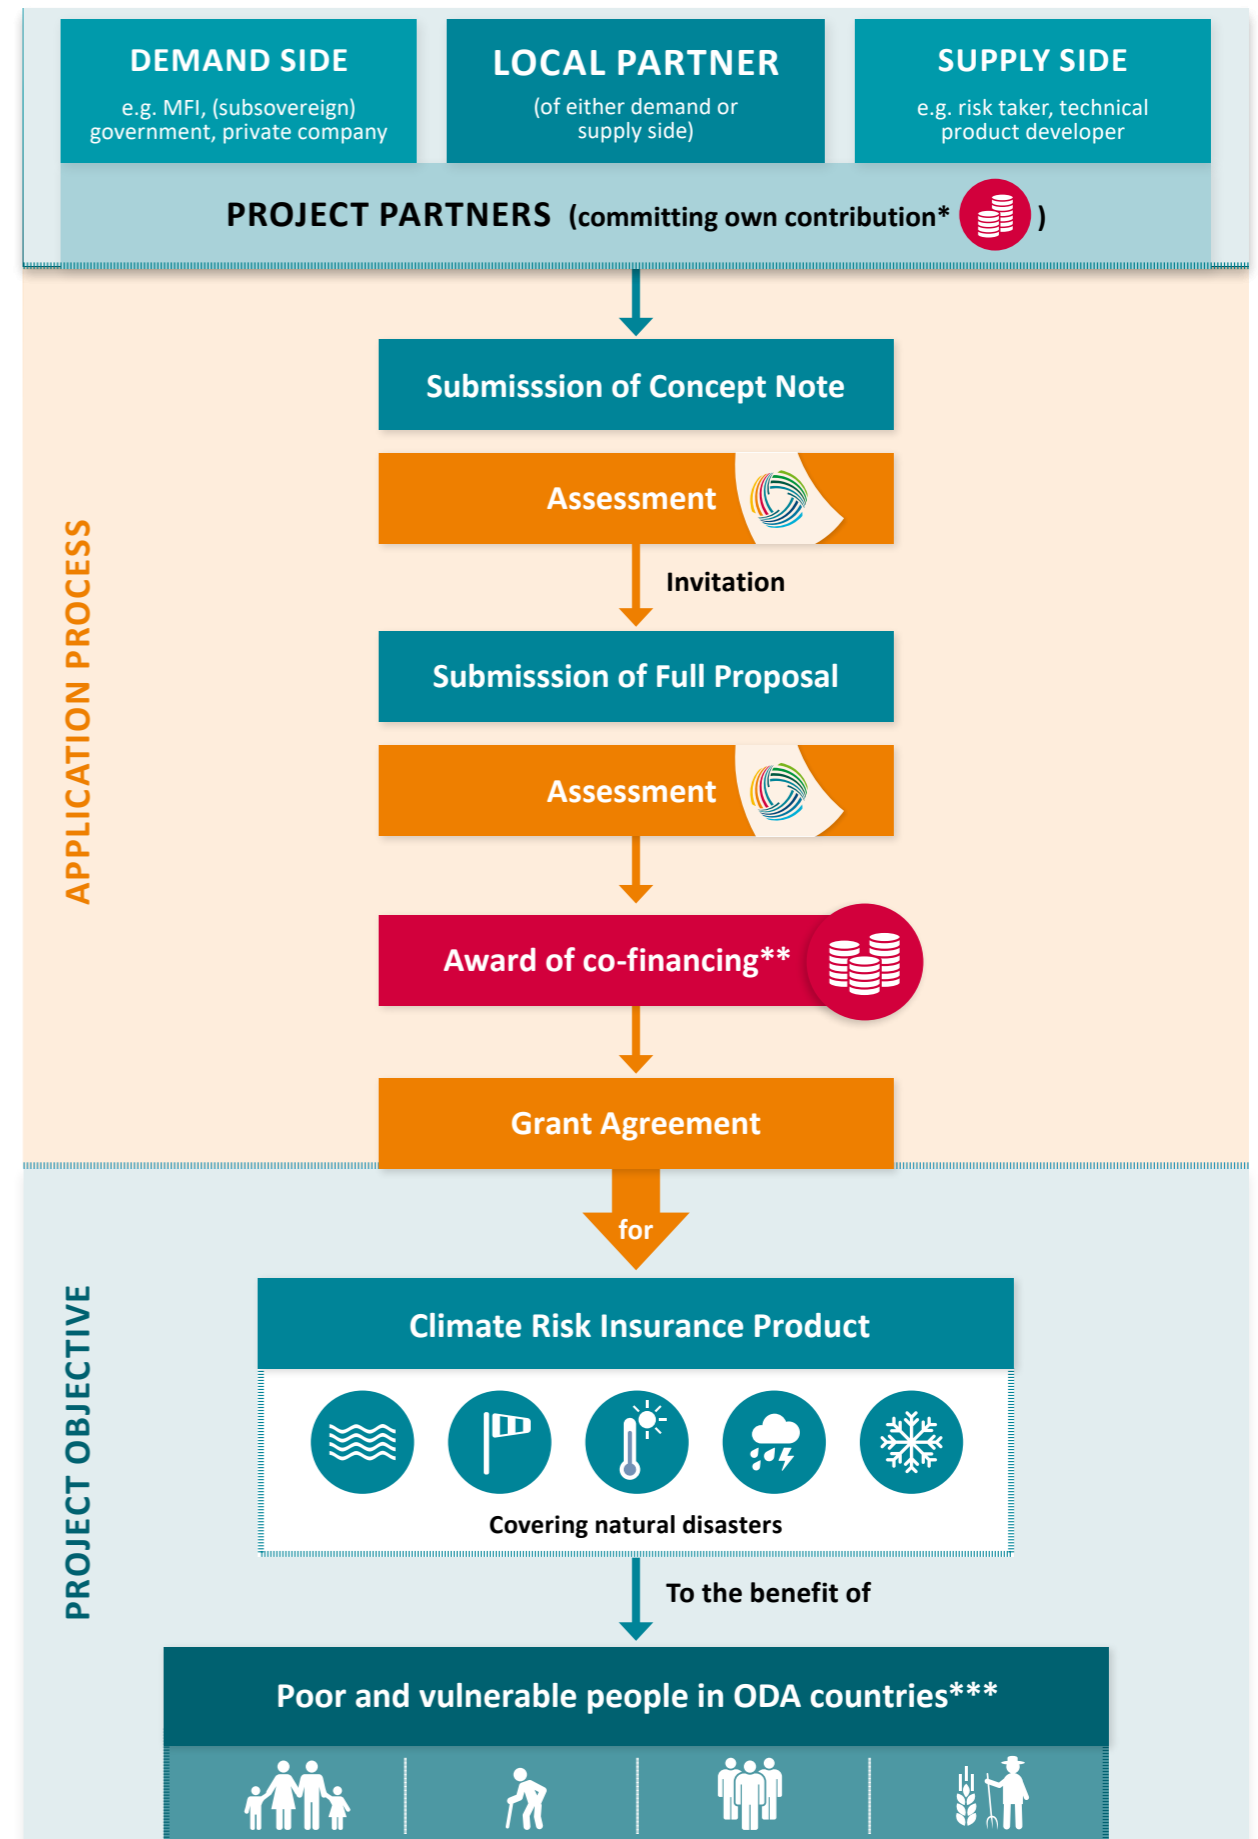 DEMAND SIDE
e.g. MFI, (subsovereign)
government, private company
LOCAL PARTNER
(of either demand or
supply side)
SUPPLY SIDE
e.g. risk taker, technical
product developer
PROJECT PARTNERS (committing own contribution* )
APPLICATION PROCESS
Submisssion of Concept Note
Assessment
Invitation
Submisssion of Full Proposal
Assessment
Award of co-financing**
Grant Agreement
for
PROJECT OBJECTIVE
Climate Risk Insurance Product
Covering natural disasters
To the benefit of
Poor and vulnerable people in ODA countries***